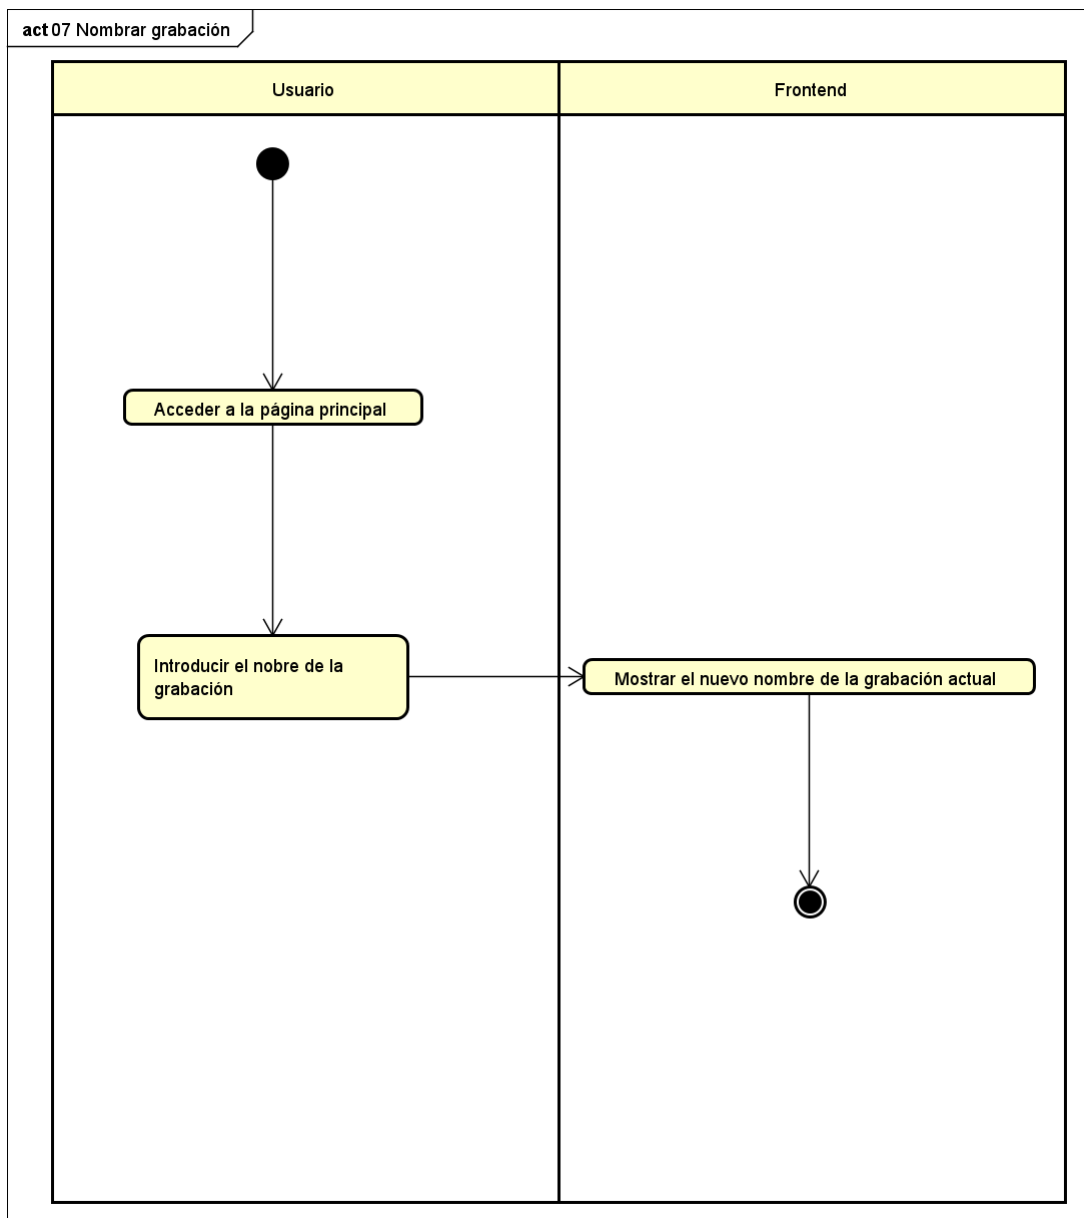 act 07 Nombrar grabación
Usuario
Frontend
Acceder a la página principal
Introducir el nobre de la
grabación
Mostrar el nuevo nombre de la grabación actual